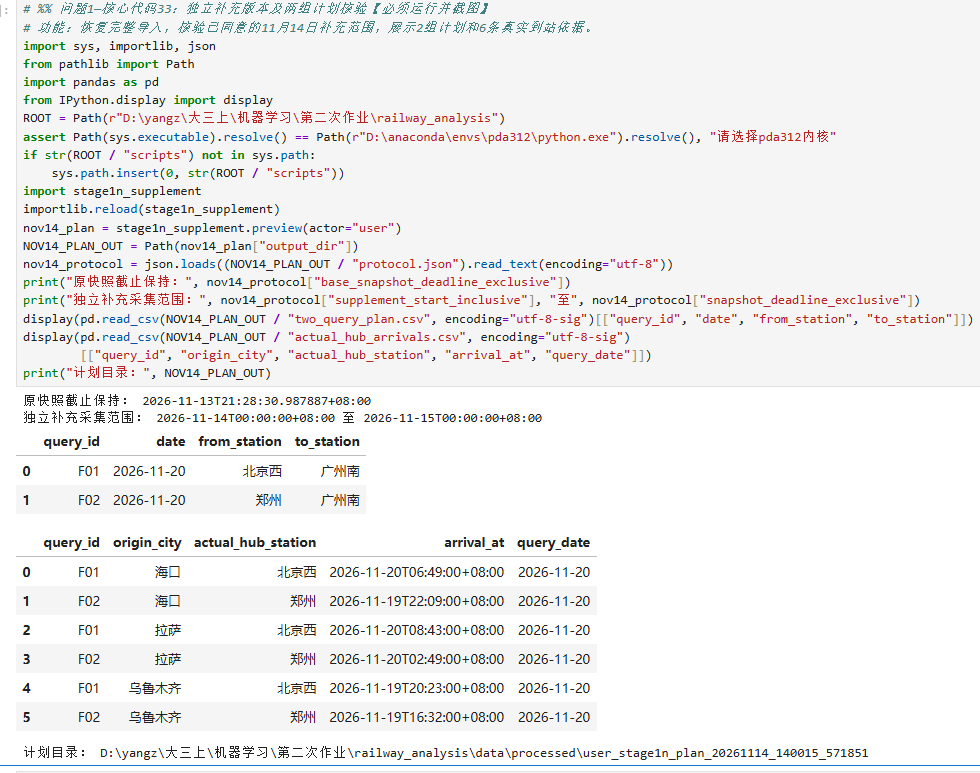 ]:
# %% 问题1—核心代码33：独立补充版本及两组计划核验【必须运行并截图】
# 功能：恢复完整导入，核验已同意的11月14日补充范围，展示2组计划和6条真实到站依据。
import sys, importlib, json
from pathlib import Path
import pandas as pd
from IPython.display import display
ROOT = Path(r"D:\yangz\大三上\机器学习\第二次作业\railway_analysis")
assert Path(sys.executable).resolve() == Path(r"D:\anaconda\envs\pda312\python.exe").resolve(), "请选择pda312内核"
if str(ROOT / "scripts") not in sys.path:
    sys.path.insert(0, str(ROOT / "scripts"))
import stage1n_supplement
importlib.reload(stage1n_supplement)
nov14_plan = stage1n_supplement.preview(actor="user")
NOV14_PLAN_OUT = Path(nov14_plan["output_dir"])
nov14_protocol = json.loads((NOV14_PLAN_OUT / "protocol.json").read_text(encoding="utf-8"))
print("原快照截止保持：", nov14_protocol["base_snapshot_deadline_exclusive"])
print("独立补充采集范围：", nov14_protocol["supplement_start_inclusive"], "至", nov14_protocol["snapshot_deadline_exclusive"])
display(pd.read_csv(NOV14_PLAN_OUT / "two_query_plan.csv", encoding="utf-8-sig")[["query_id", "date", "from_station", "to_station"]])
display(pd.read_csv(NOV14_PLAN_OUT / "actual_hub_arrivals.csv", encoding="utf-8-sig")
        [["query_id", "origin_city", "actual_hub_station", "arrival_at", "query_date"]])
print("计划目录：", NOV14_PLAN_OUT)
原快照截止保持： 2026-11-13T21:28:30.987887+08:00
独立补充采集范围： 2026-11-14T00:00:00+08:00 至 2026-11-15T00:00:00+08:00
query_id date from_station to_station
0 F01 2026-11-20 北京西 广州南
1 F02 2026-11-20 郑州 广州南
query_id origin_city actual_hub_station arrival_at query_date
0 F01 海口 北京西 2026-11-20T06:49:00+08:00 2026-11-20
1 F02 海口 郑州 2026-11-19T22:09:00+08:00 2026-11-20
2 F01 拉萨 北京西 2026-11-20T08:43:00+08:00 2026-11-20
3 F02 拉萨 郑州 2026-11-20T02:49:00+08:00 2026-11-20
4 F01 乌鲁木齐 北京西 2026-11-19T20:23:00+08:00 2026-11-20
5 F02 乌鲁木齐 郑州 2026-11-19T16:32:00+08:00 2026-11-20
计划目录： D:\yangz\大三上\机器学习\第二次作业\railway_analysis\data\processed\user_stage1n_plan_20261114_140015_571851